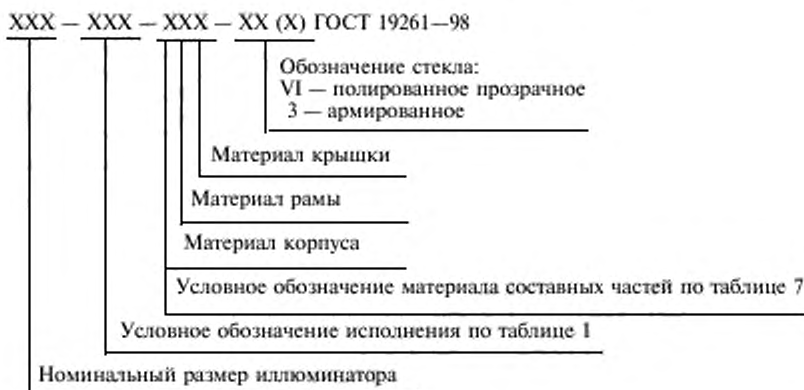 XXX — XXX — XXX — XX (X) ГОСТ 19261—98
Обозначение стекла:
VI — полированное прозрачное
3 — армированное
Материал крышки
Материал рамы
Материал корпуса
Условное обозначение материала составных частей по таблице 7
Условное обозначение исполнения по таблице 1
Номинальный размер иллюминатора